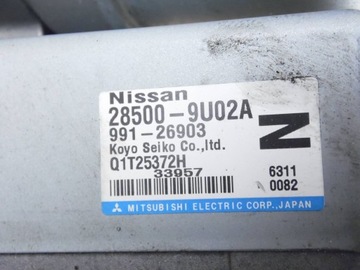 Nissan
28500-9U02A
991-26903
Koyo Seiko Co.,ltd.
Q1T25372H
33957
N
6311
0082
MITSUBISHI ELECTRIC CORP.,JAPAN